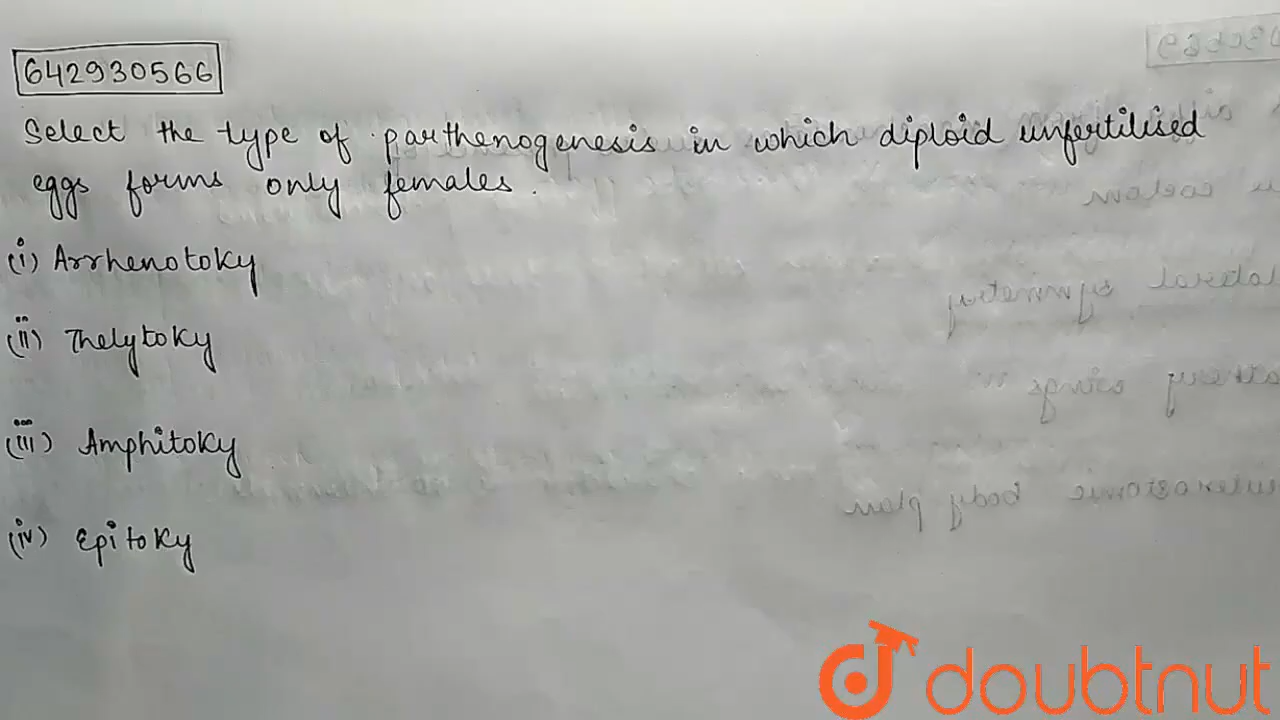 642930566
Select the type of parthenogenesis in which diploid unfertilised
eggs forms only females.
(i) Arrhenotoky
(ii) Thelytoky
(iii) Amphitoky
(iv) Epitoky
doubtnut